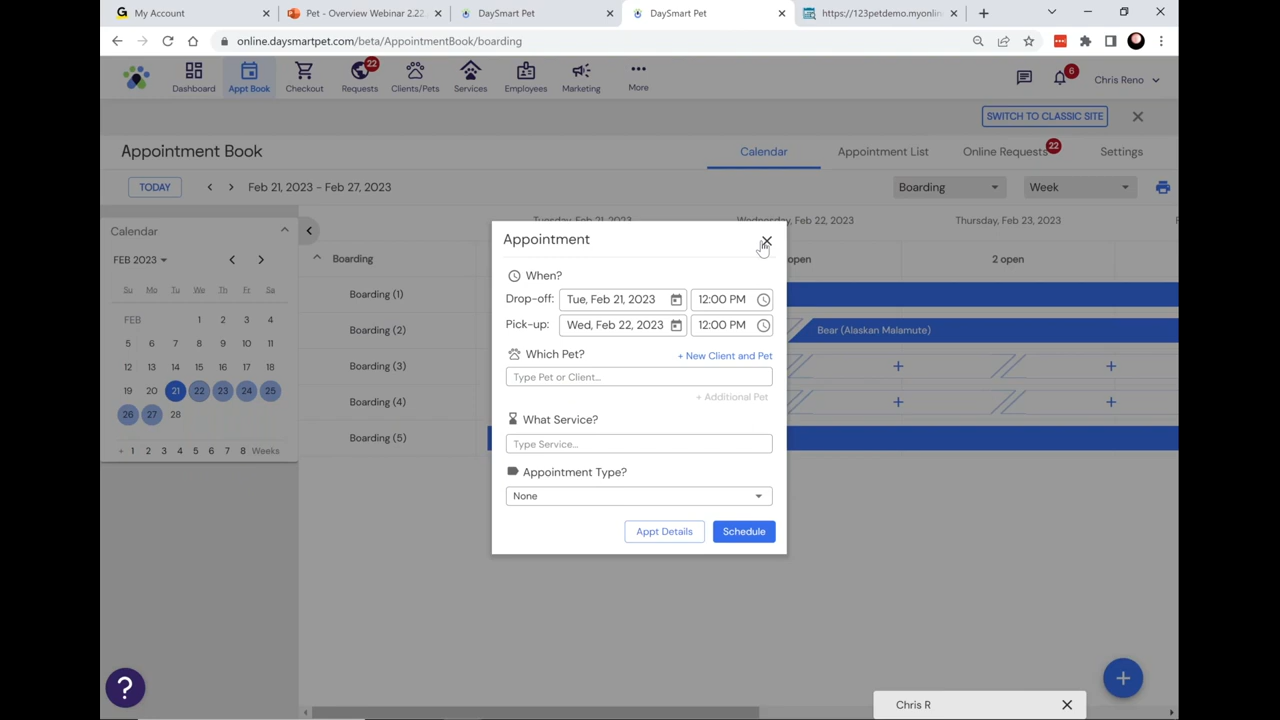 G My Account
Pet - Overview Webinar 2.22
DaySmart Pet
DaySmart Pet
https://123petdemo.myonlin
online.daysmartpet.com/beta/AppointmentBook/boarding
Dashboard
Appt Book
Checkout
22
Requests
Clients/Pets
Services
Employees
Marketing
More
6
Chris Reno
SWITCH TO CLASSIC SITE
Appointment Book
Calendar
Appointment List
Online Requests
22
Settings
TODAY
Feb 21, 2023 - Feb 27, 2023
Boarding
Week
Calendar
FEB 2023
Su Mo Tu We Th Fr Sa
FEB 1 2 3 4
5 6 7 8 9 10 11
12 13 14 15 16 17 18
19 20 21 22 23 24 25
26 27 28
+ 1 2 3 4 5 6 7 8 Weeks
Tuesday, Feb 21, 2023
Wednesday, Feb 22, 2023
Thursday, Feb 23, 2023
Boarding
open
2 open
Boarding (1)
Boarding (2)
Bear (Alaskan Malamute)
Boarding (3)
+ +
Boarding (4)
+ +
Boarding (5)
Appointment
When?
Drop-off: Tue, Feb 21, 2023 12:00 PM
Pick-up: Wed, Feb 22, 2023 12:00 PM
Which Pet? + New Client and Pet
Type Pet or Client...
+ Additional Pet
What Service?
Type Service...
Appointment Type?
None
Appt Details
Schedule
?
+
Chris R